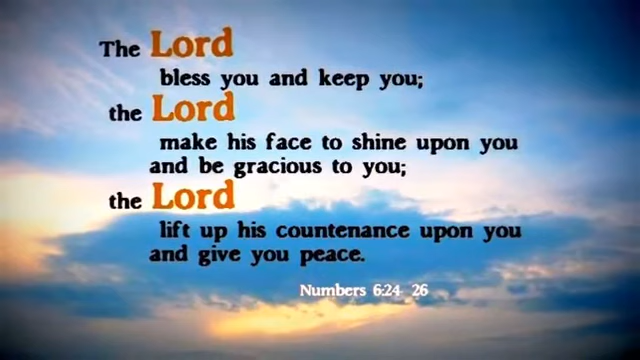 The Lord
bless you and keep you;
the Lord
make his face to shine upon you
and be gracious to you;
the Lord
lift up his countenance upon you
and give you peace.
Numbers 6:24 26